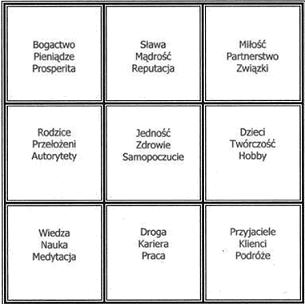 Bogactwo
Pieniądze
Prosperita
Sława
Mądrość
Reputacja
Miłość
Partnerstwo
Związki
Rodzice
Przełożeni
Autorytety
Jedność
Zdrowie
Samopoczucie
Dzieci
Twórczość
Hobby
Wiedza
Nauka
Medytacja
Droga
Kariera
Praca
Przyjaciele
Klienci
Podróże